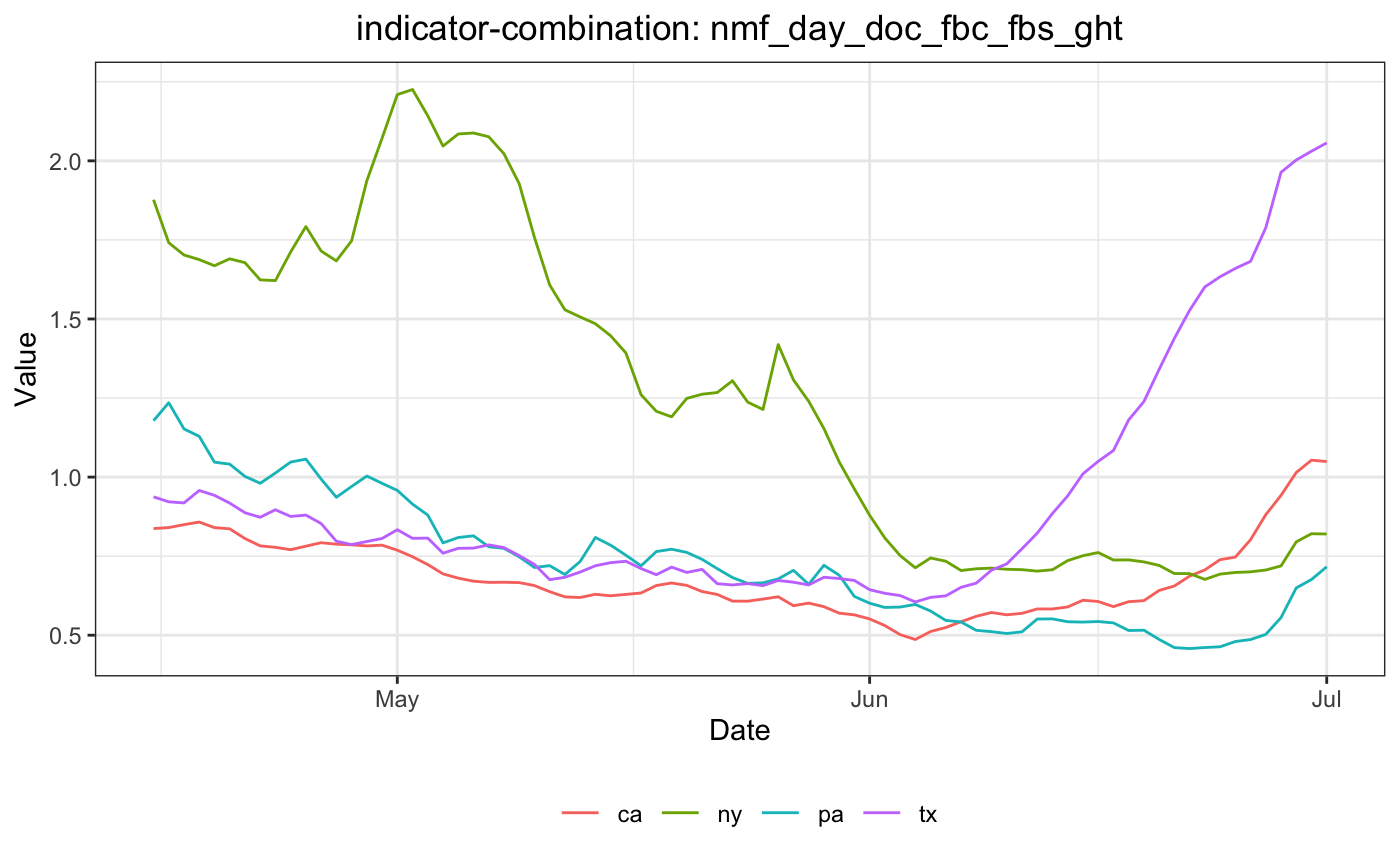 indicator-combination: nmf_day_doc_fbc_fbs_ght
2.0
1.5
1.0
0.5
Value
May Jun Jul
Date
ca ny pa tx